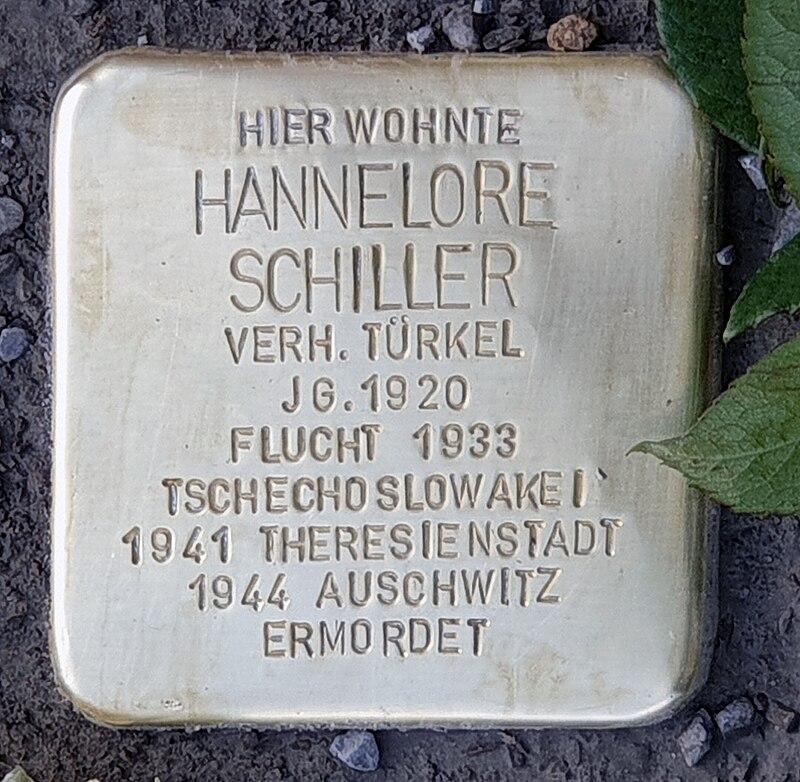 HIER WOHNTE
HANNELORE
SCHILLER
VERH. TÜRKEL
JG. 1920
FLUCHT 1933
TSCHECHOSLOWAKEI
1941 THERESIENSTADT
1944 AUSCHWITZ
ERMORDET